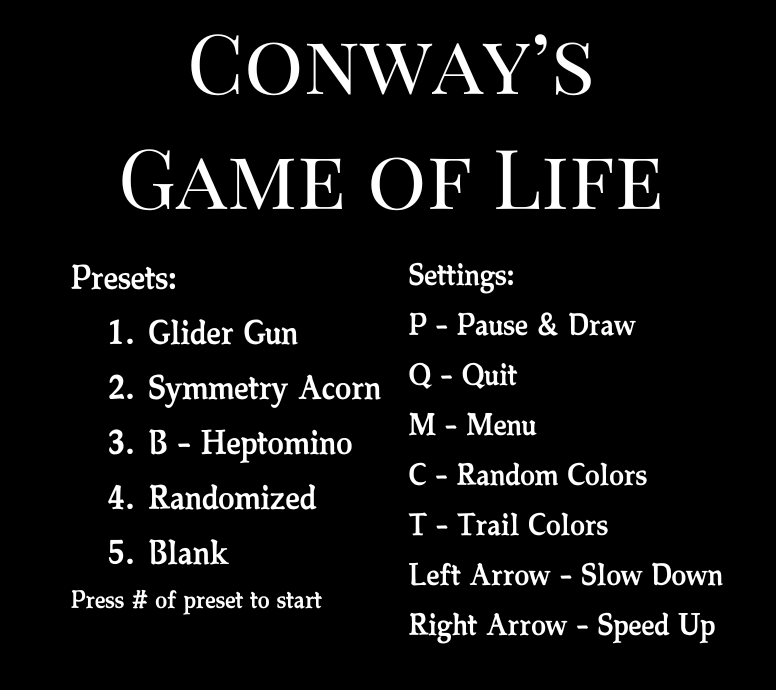 Conway’s
Game of Life
Presets:
1. Glider Gun
2. Symmetry Acorn
3. B - Heptomino
4. Randomized
5. Blank
Press # of preset to start
Settings:
P - Pause & Draw
Q - Quit
M - Menu
C - Random Colors
T - Trail Colors
Left Arrow - Slow Down
Right Arrow - Speed Up